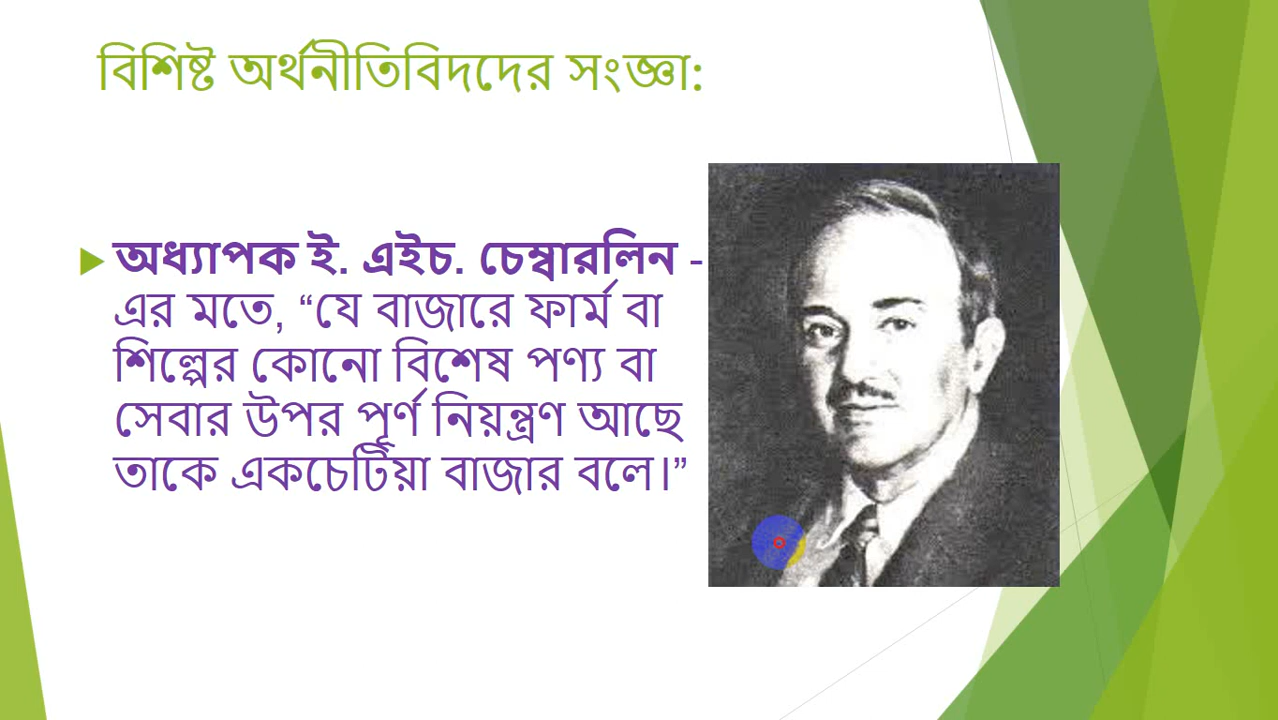 বিশিষ্ট অর্থনীতিবিদদের সংজ্ঞা:
অধ্যাপক ই. এইচ. চেম্বারলিন -
এর মতে, “যে বাজারে ফার্ম বা
শিল্পের কোনো বিশেষ পণ্য বা
সেবার উপর পূর্ণ নিয়ন্ত্রণ আছে
তাকে একচেটিয়া বাজার বলে।”